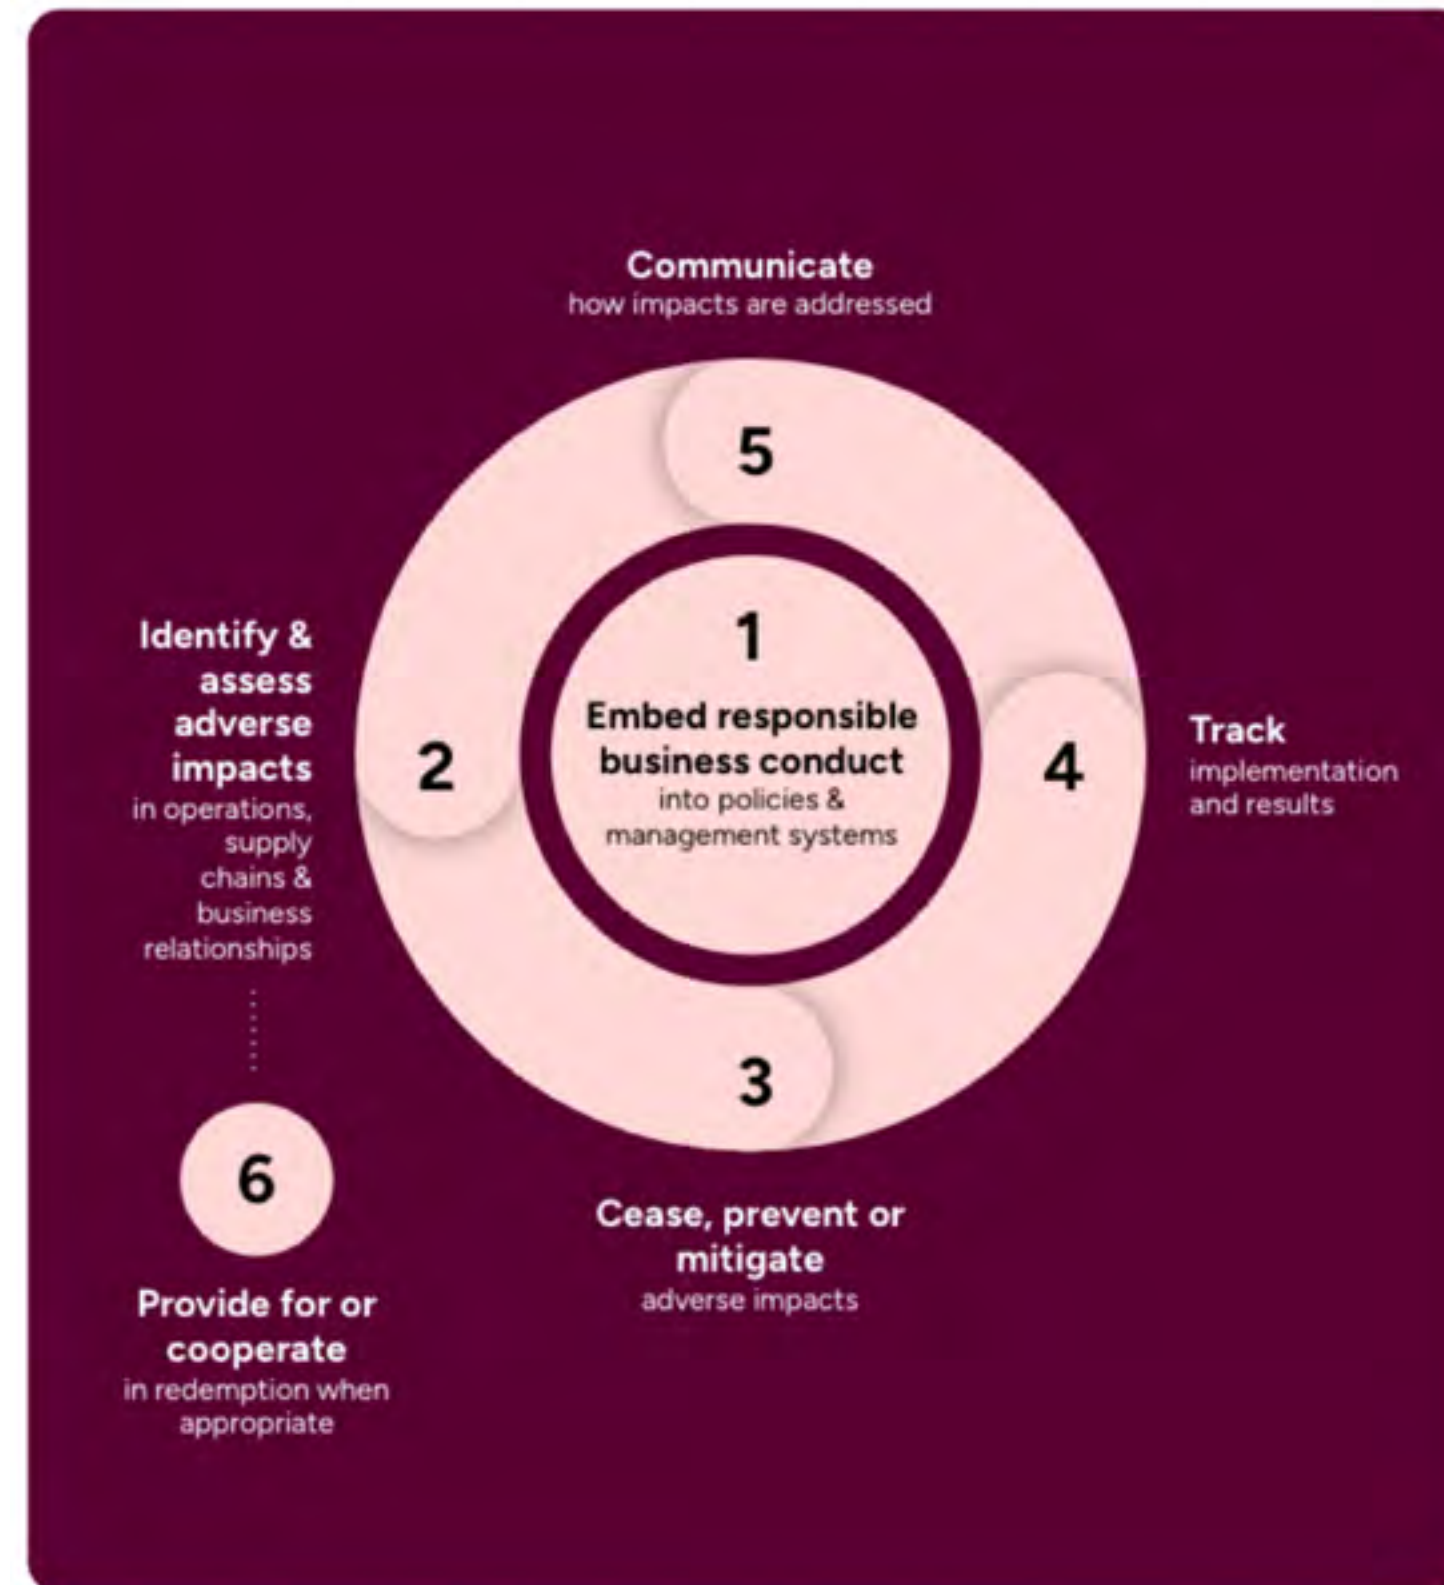 Communicate
how impacts are addressed
5
1
Embed responsible
business conduct
into policies &
management systems
Identify &
assess
adverse
impacts
in operations,
supply
chains &
business
relationships
2
4
Track
implementation
and results
3
Cease, prevent or
mitigate
adverse impacts
6
Provide for or
cooperate
in redemption when
appropriate